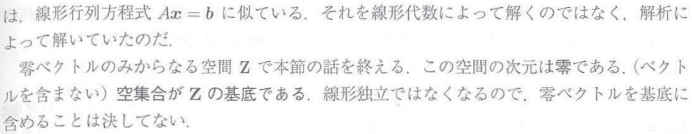 は，線形行列方程式 Ax = b に似ている．それを線形代数によって解くのではなく，解析に
よって解いていたのだ．
零ベクトルのみからなる空間 Z で本節の話を終える．この空間の次元は零である．（ベクト
ルを含まない）空集合が Z の基底である．線形独立ではなくなるので，零ベクトルを基底に
含めることは決してない．